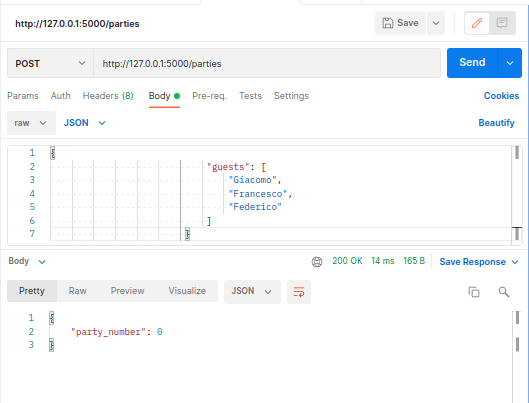 http://127.0.0.1:5000/parties
Save
POST
http://127.0.0.1:5000/parties
Send
Params Auth Headers (8) Body Pre-req. Tests Settings Cookies
raw JSON Beautify
1 {
2 "guests": [
3 "Giacomo",
4 "Francesco",
5 "Federico"
6 ]
7 }
Body 200 OK 14 ms 165 B Save Response
Pretty Raw Preview Visualize JSON
1 {
2 "party_number": 0
3 }